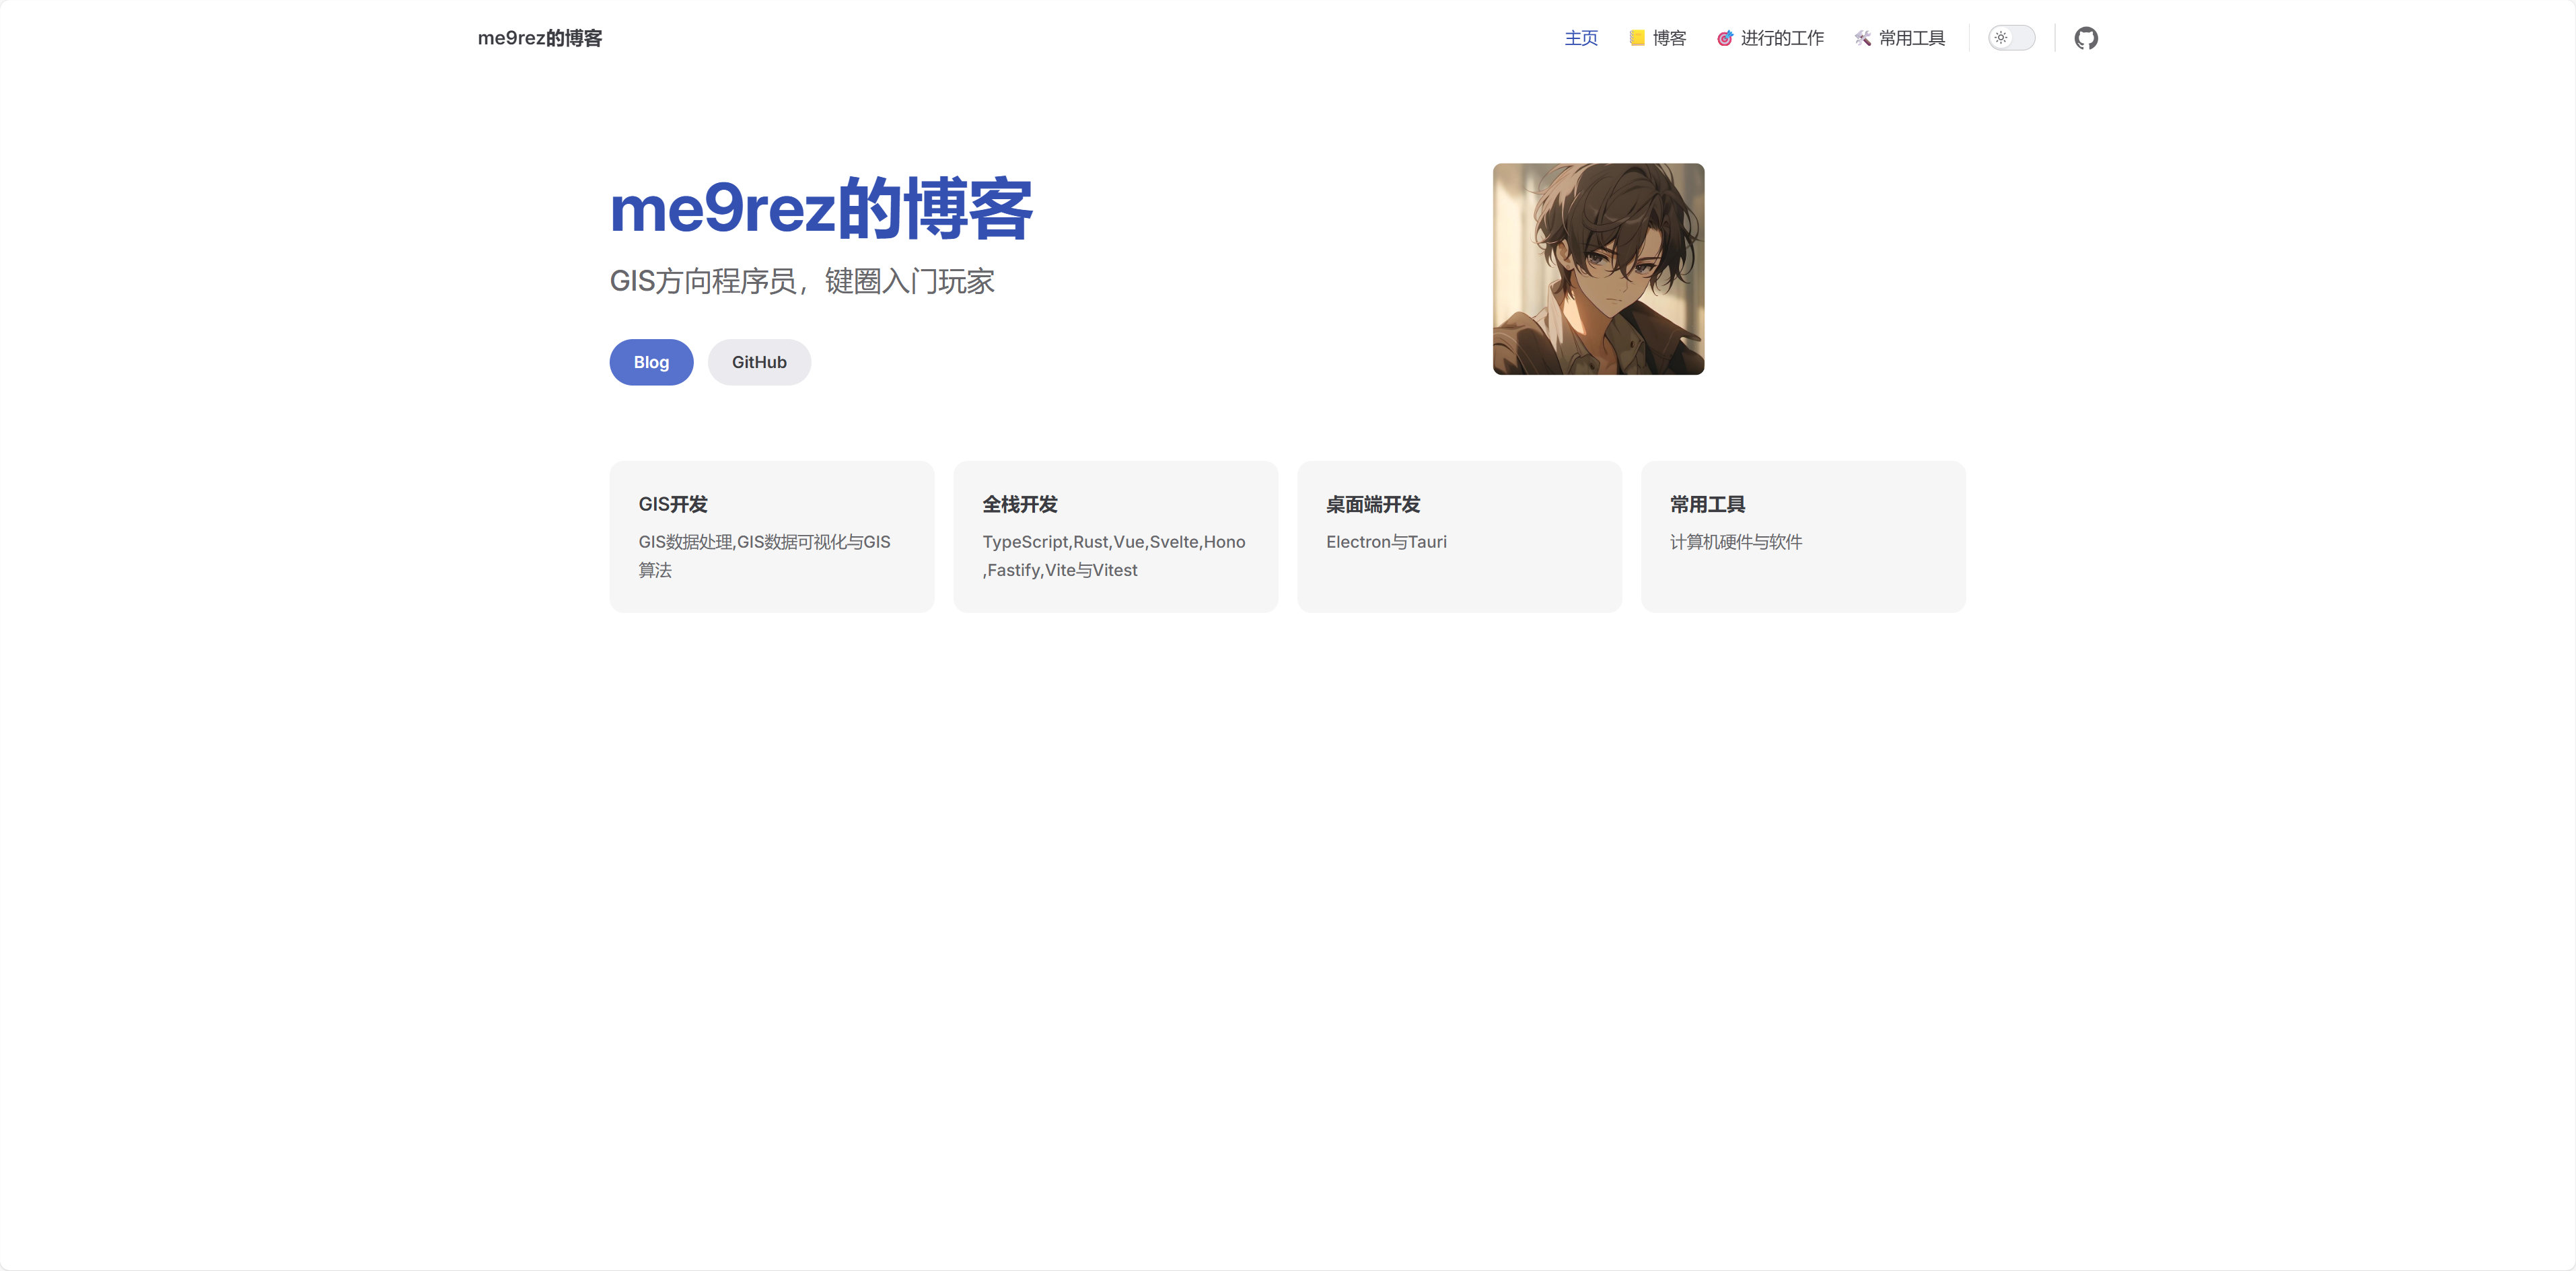 me9rez的博客
主页 📒 博客 🎯 进行的工作 🛠️ 常用工具
me9rez的博客
GIS方向程序员，键圈入门玩家
Blog GitHub
GIS开发
GIS数据处理,GIS数据可视化与GIS
算法
全栈开发
TypeScript,Rust,Vue,Svelte,Hono
,Fastify,Vite与Vitest
桌面端开发
Electron与Tauri
常用工具
计算机硬件与软件